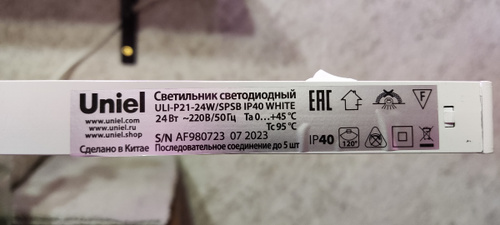 Uniel
www.uniel.com
www.uniel.ru
www.uniel.shop
Сделано в Китае
Светильник светодиодный
ULI-P21-24W/SPSB IP40 WHITE
24 Вт ~220В/50Гц Ta 0...+45°C
Tc 95°C
S/N AF980723 07 2023
Последовательное соединение до 5 шт
EAC
F
IP40
120°